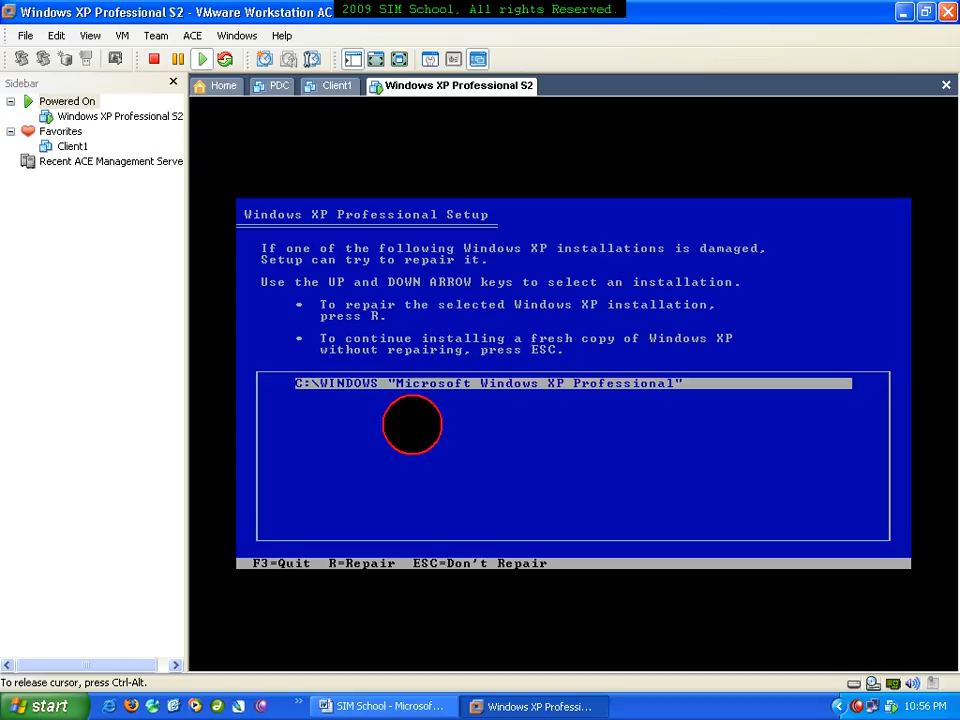 Windows XP Professional S2 - VMware Workstation AC
2009 SIM School. All rights Reserved.
File Edit View VM Team ACE Windows Help
Sidebar
Home PDC Client1 Windows XP Professional S2
Powered On
Windows XP Professional S2
Favorites
Client1
Recent ACE Management Serve
Windows XP Professional Setup
If one of the following Windows XP installations is damaged,
Setup can try to repair it.
Use the UP and DOWN ARROW keys to select an installation.
• To repair the selected Windows XP installation,
press R.
• To continue installing a fresh copy of Windows XP
without repairing, press ESC.
C:\WINDOWS "Microsoft Windows XP Professional"
F3=Quit R=Repair ESC=Don't Repair
To release cursor, press Ctrl-Alt.
start
SIM School - Microsof...
Windows XP Professi...
10:56 PM